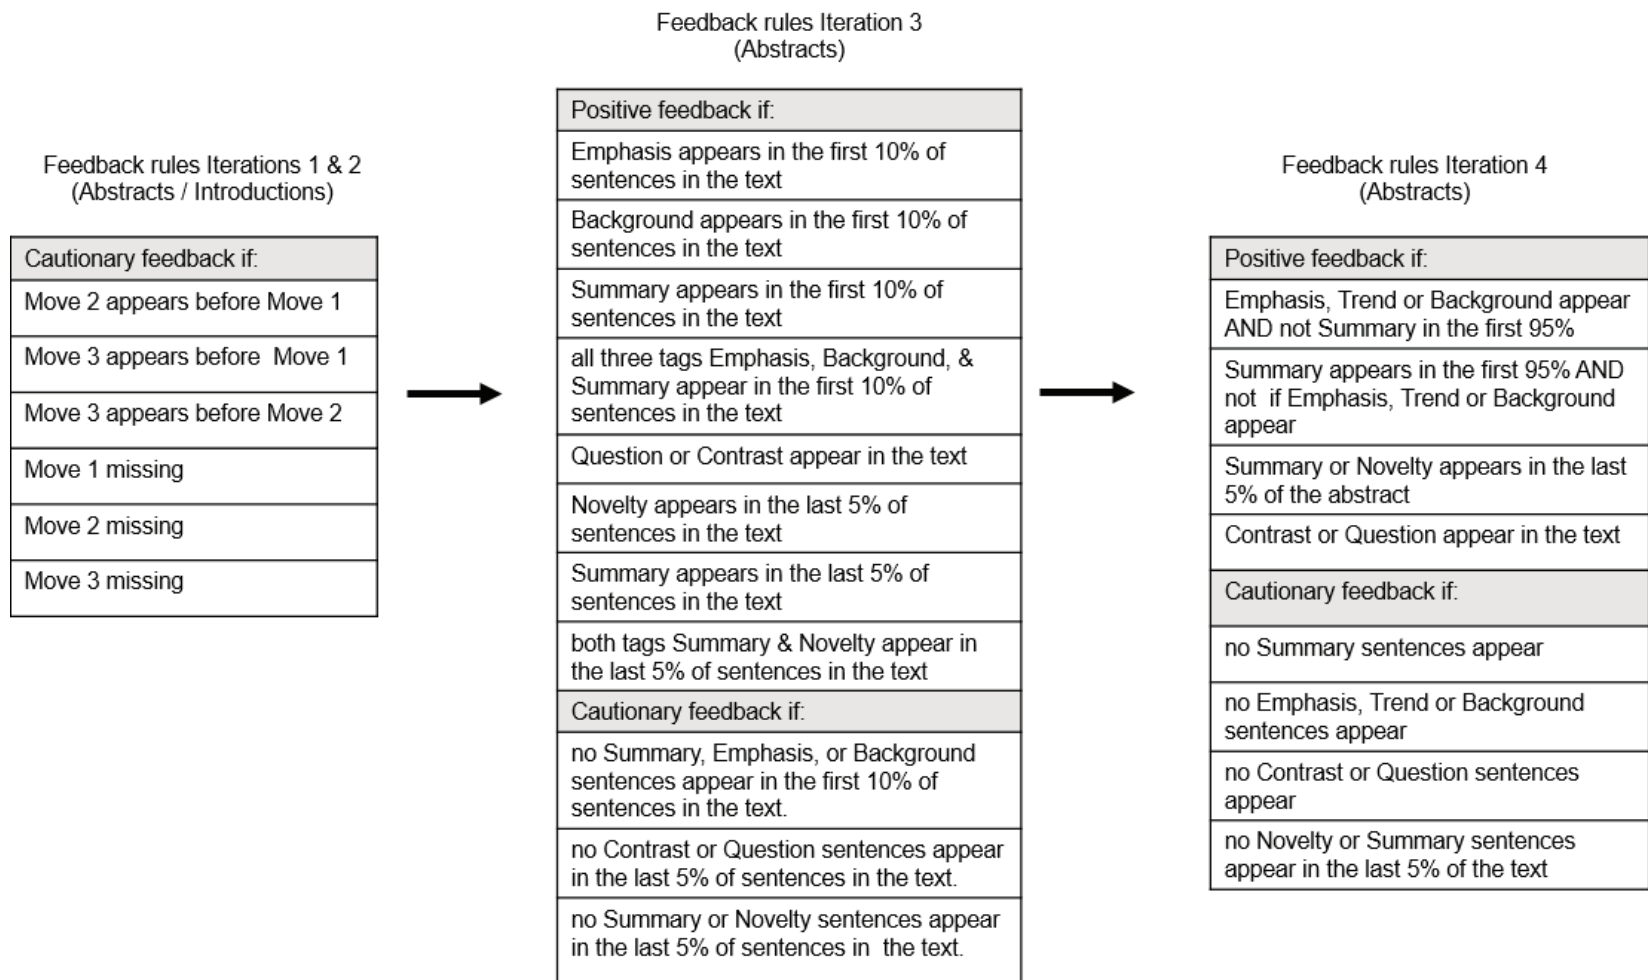 Feedback rules Iterations 1 & 2
(Abstracts / Introductions)
Cautionary feedback if:
Move 2 appears before Move 1
Move 3 appears before Move 1
Move 3 appears before Move 2
Move 1 missing
Move 2 missing
Move 3 missing
Feedback rules Iteration 3
(Abstracts)
Positive feedback if:
Emphasis appears in the first 10% of
sentences in the text
Background appears in the first 10% of
sentences in the text
Summary appears in the first 10% of
sentences in the text
all three tags Emphasis, Background, &
Summary appear in the first 10% of
sentences in the text
Question or Contrast appear in the text
Novelty appears in the last 5% of
sentences in the text
Summary appears in the last 5% of
sentences in the text
both tags Summary & Novelty appear in
the last 5% of sentences in the text
Cautionary feedback if:
no Summary, Emphasis, or Background
sentences appear in the first 10% of
sentences in the text.
no Contrast or Question sentences appear
in the last 5% of sentences in the text.
no Summary or Novelty sentences appear
in the last 5% of sentences in the text.
Feedback rules Iteration 4
(Abstracts)
Positive feedback if:
Emphasis, Trend or Background appear
AND not Summary in the first 95%
Summary appears in the first 95% AND
not if Emphasis, Trend or Background
appear
Summary or Novelty appears in the last
5% of the abstract
Contrast or Question appear in the text
Cautionary feedback if:
no Summary sentences appear
no Emphasis, Trend or Background
sentences appear
no Contrast or Question sentences
appear
no Novelty or Summary sentences
appear in the last 5% of the text